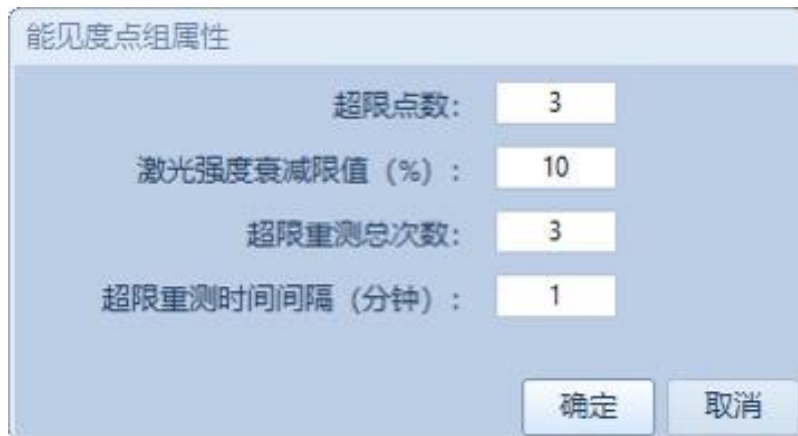 能见度点组属性
超限点数: 3
激光强度衰减限值 (%) : 10
超限重测总次数: 3
超限重测时间间隔 (分钟) : 1
确定 取消